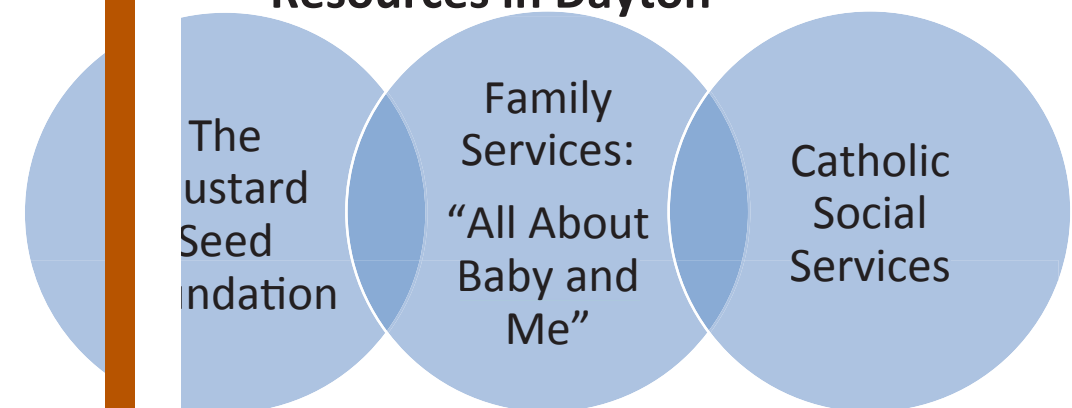 Resources in Dayton
The
ustard
Seed
ndation
Family
Services:
“All About
Baby and
Me”
Catholic
Social
Services